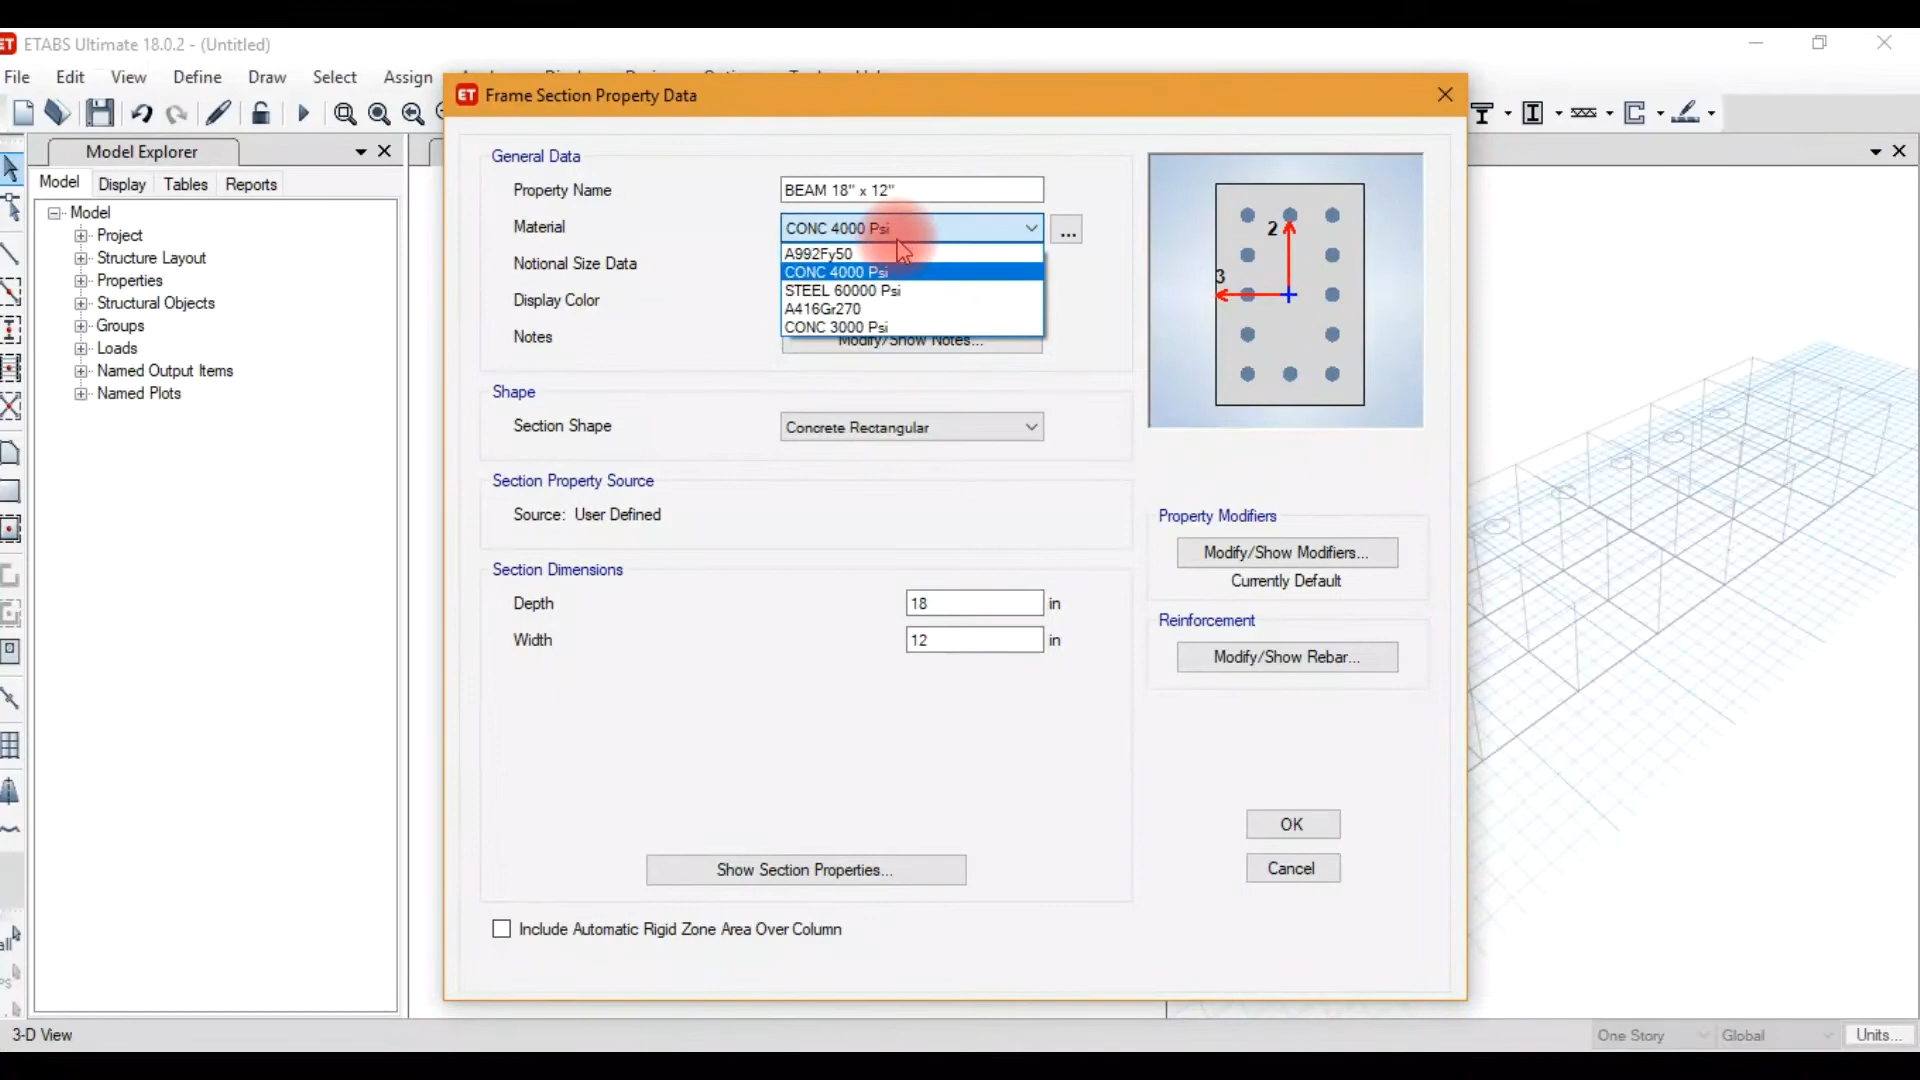 ET ETABS Ultimate 18.0.2 - (Untitled)
File Edit View Define Draw Select Assign
ET Frame Section Property Data
Model Explorer
Model Display Tables Reports
Model
Project
Structure Layout
Properties
Structural Objects
Groups
Loads
Named Output Items
Named Plots
General Data
Property Name BEAM 18" x 12"
Material CONC 4000 Psi ...
A992Fy50
CONC 4000 Psi
STEEL 60000 Psi
A416Gr270
CONC 3000 Psi
Notional Size Data
Display Color
Notes Modify/Show Notes...
2
3
Shape
Section Shape Concrete Rectangular
Section Property Source
Source: User Defined
Section Dimensions
Depth 18 in
Width 12 in
Show Section Properties...
Include Automatic Rigid Zone Area Over Column
Property Modifiers
Modify/Show Modifiers...
Currently Default
Reinforcement
Modify/Show Rebar...
OK
Cancel
3-D View One Story Global Units...